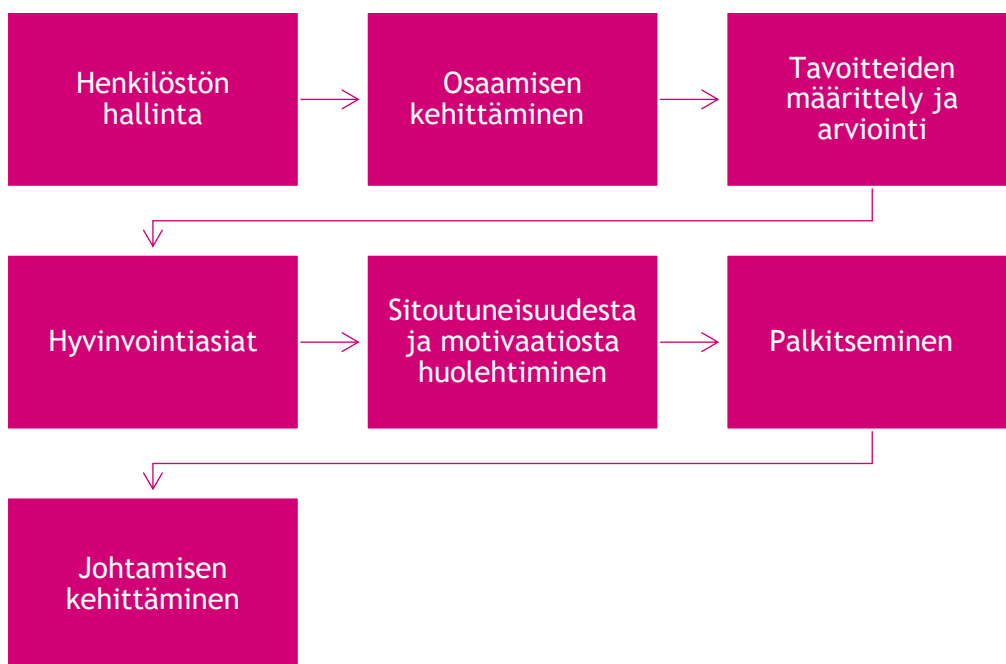 Henkilöstön
hallinta
Osaamisen
kehittäminen
Tavoitteiden
määrittely ja
arviointi
Hyvinvointiasiat
Sitoutuneisuudesta
ja motivaatiosta
huolehtiminen
Palkitseminen
Johtamisen
kehittäminen